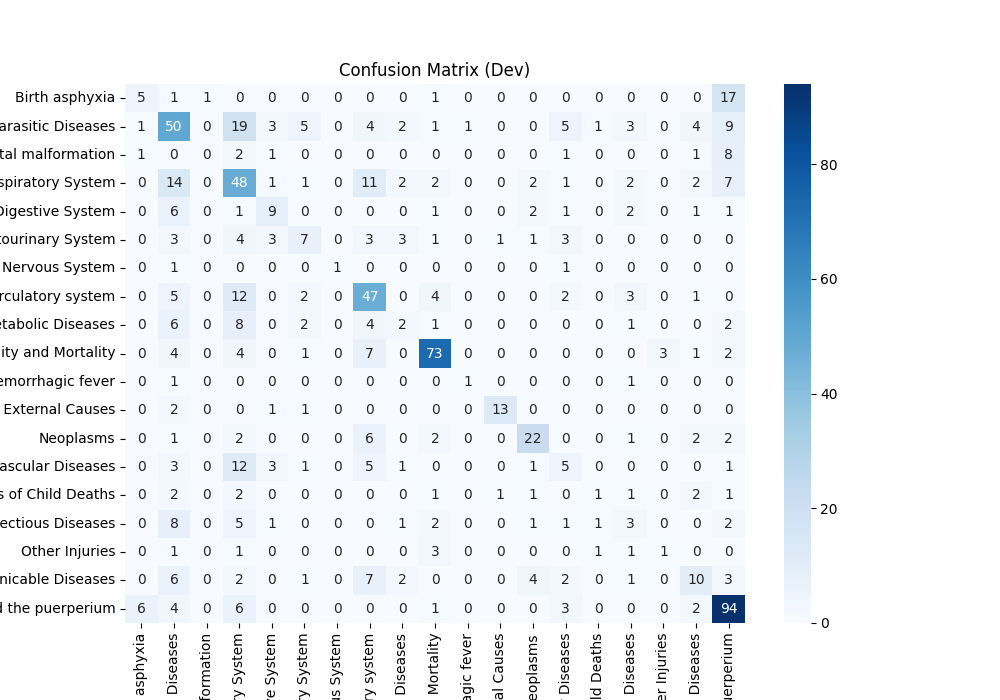 Confusion Matrix (Dev)
Birth asphyxia 5 1 1 0 0 0 0 0 0 1 0 0 0 0 0 0 0 0 17
arasitic Diseases 1 50 0 19 3 5 0 4 2 1 1 0 0 5 1 3 0 4 9
tal malformation 1 0 0 2 1 0 0 0 0 0 0 0 0 1 0 0 0 1 8
spiratory System 0 14 0 48 1 1 0 11 2 2 0 0 2 1 0 2 0 2 7
Digestive System 0 6 0 1 9 0 0 0 0 1 0 0 2 1 0 2 0 1 1
tourinary System 0 3 0 4 3 7 0 3 3 1 0 1 1 3 0 0 0 0 0
Nervous System 0 1 0 0 0 0 1 0 0 0 0 0 0 1 0 0 0 0 0
rculatory system 0 5 0 12 0 2 0 47 0 4 0 0 0 2 0 3 0 1 0
etabolic Diseases 0 6 0 8 0 2 0 4 2 1 0 0 0 0 0 1 0 0 2
ity and Mortality 0 4 0 4 0 1 0 7 0 73 0 0 0 0 0 0 3 1 2
emorrhagic fever 0 1 0 0 0 0 0 0 0 0 1 0 0 0 0 1 0 0 0
External Causes 0 2 0 0 1 1 0 0 0 0 0 13 0 0 0 0 0 0 0
Neoplasms 0 1 0 2 0 0 0 6 0 2 0 0 22 0 0 1 0 2 2
ascular Diseases 0 3 0 12 3 1 0 5 1 0 0 0 1 5 0 0 0 0 1
s of Child Deaths 0 2 0 2 0 0 0 0 0 1 0 1 1 0 1 1 0 2 1
ectious Diseases 0 8 0 5 1 0 0 0 1 2 0 0 1 1 1 3 0 0 2
Other Injuries 0 1 0 1 0 0 0 0 0 3 0 0 0 0 1 1 1 0 0
nicable Diseases 0 6 0 2 0 1 0 7 2 0 0 0 4 2 0 1 0 10 3
d the puerperium 6 4 0 6 0 0 0 0 0 1 0 0 0 3 0 0 0 2 94
asphyxia
Diseases
formation
ry System
ve System
ry System
us System
ry system
Diseases
Mortality
agic fever
al Causes
eoplasms
r Diseases
ld Deaths
Diseases
er Injuries
Diseases
uerperium
80
60
40
20
0